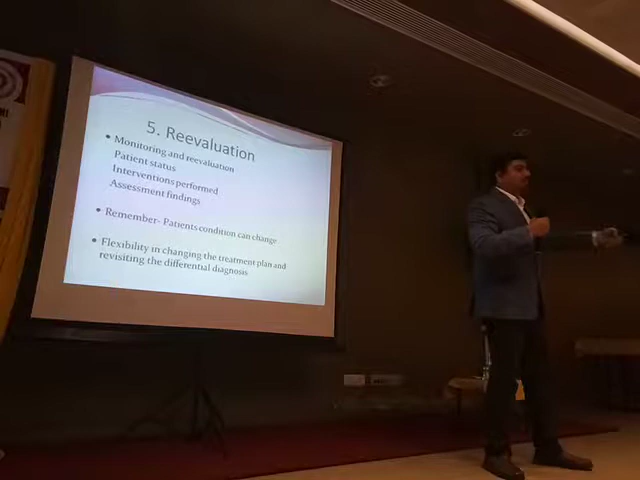 5. Reevaluation
• Monitoring and reevaluation
Patient status
Interventions performed
Assessment findings
• Remember- Patients condition can change
• Flexibility in changing the treatment plan and
revisiting the differential diagnosis